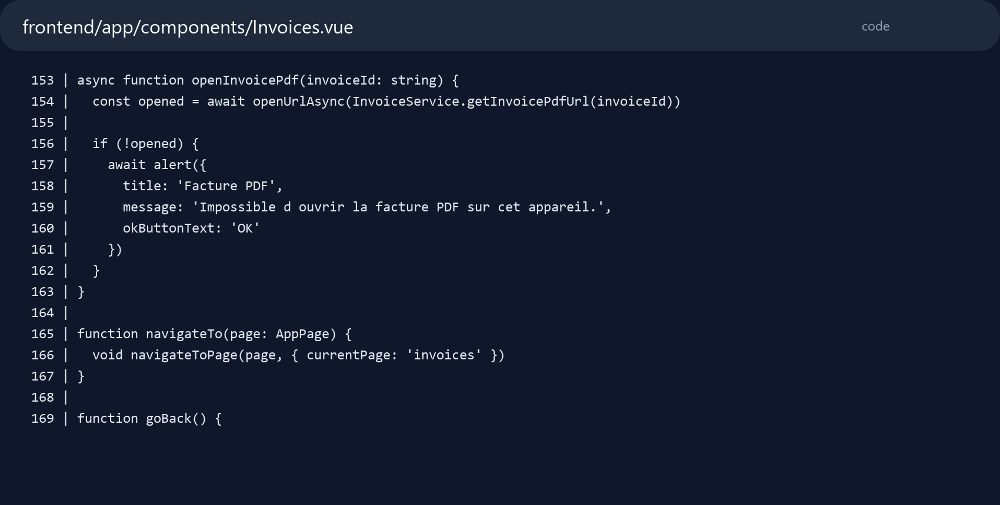 frontend/app/components/Invoices.vue
code
153 | async function openInvoicePdf(invoiceId: string) {
154 |   const opened = await openUrlAsync(InvoiceService.getInvoicePdfUrl(invoiceId))
155 |
156 |   if (!opened) {
157 |     await alert({
158 |       title: 'Facture PDF',
159 |       message: 'Impossible d ouvrir la facture PDF sur cet appareil.',
160 |       okButtonText: 'OK'
161 |     })
162 |   }
163 | }
164 |
165 | function navigateTo(page: AppPage) {
166 |   void navigateToPage(page, { currentPage: 'invoices' })
167 | }
168 |
169 | function goBack() {